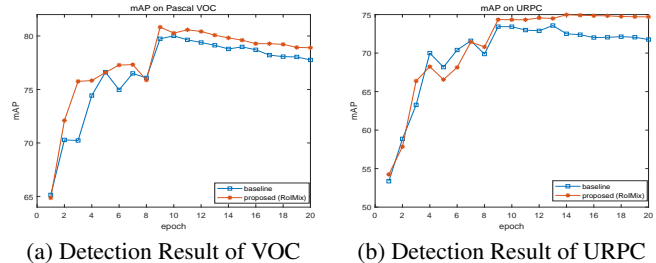 mAP on Pascal VOC
80
75
70
65
mAP
0 2 4 6 8 10 12 14 16 18 20
epoch
baseline
proposed (RoIMix)
(a) Detection Result of VOC
mAP on URPC
75
70
65
60
55
50
mAP
0 2 4 6 8 10 12 14 16 18 20
epoch
baseline
proposed (RoIMix)
(b) Detection Result of URPC